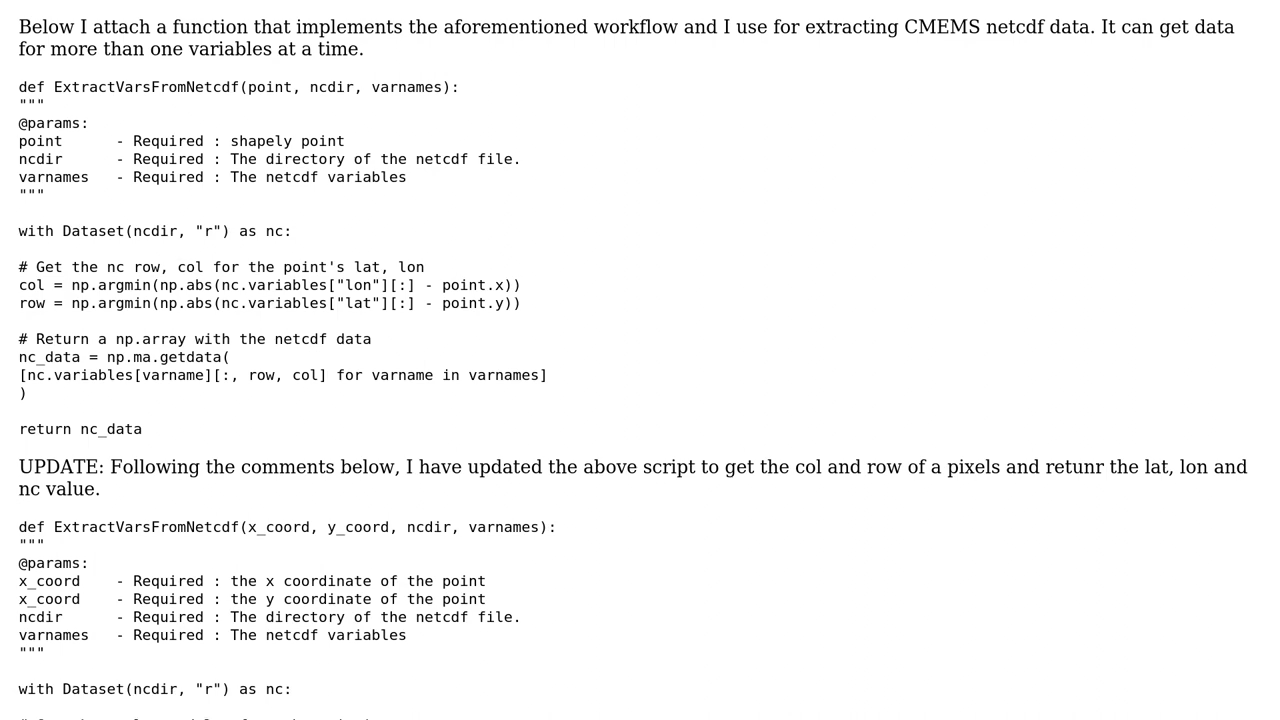 Below I attach a function that implements the aforementioned workflow and I use for extracting CMEMS netcdf data. It can get data
for more than one variables at a time.
def ExtractVarsFromNetcdf(point, ncdir, varnames):
"""
@params:
point      - Required : shapely point
ncdir      - Required : The directory of the netcdf file.
varnames   - Required : The netcdf variables
"""
with Dataset(ncdir, "r") as nc:
# Get the nc row, col for the point's lat, lon
col = np.argmin(np.abs(nc.variables["lon"][:] - point.x))
row = np.argmin(np.abs(nc.variables["lat"][:] - point.y))
# Return a np.array with the netcdf data
nc_data = np.ma.getdata(
[nc.variables[varname][:, row, col] for varname in varnames]
)
return nc_data
UPDATE: Following the comments below, I have updated the above script to get the col and row of a pixels and retunr the lat, lon and
nc value.
def ExtractVarsFromNetcdf(x_coord, y_coord, ncdir, varnames):
"""
@params:
x_coord    - Required : the x coordinate of the point
x_coord    - Required : the y coordinate of the point
ncdir      - Required : The directory of the netcdf file.
varnames   - Required : The netcdf variables
"""
with Dataset(ncdir, "r") as nc: